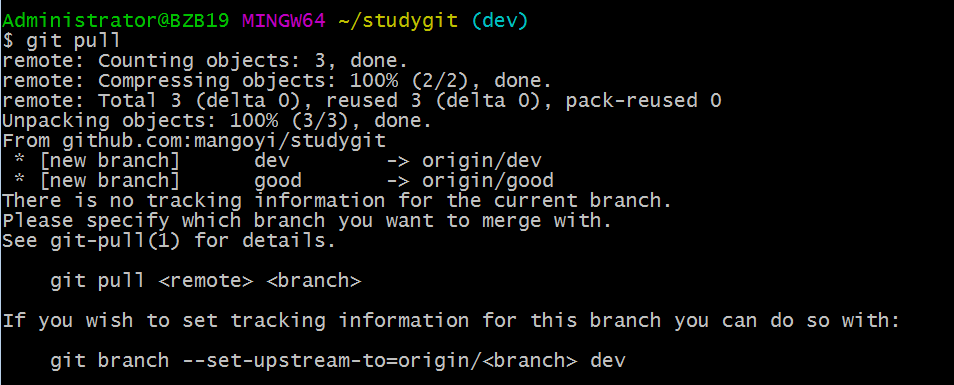 Administrator@BZB19 MINGW64 ~/studygit (dev)
$ git pull
remote: Counting objects: 3, done.
remote: Compressing objects: 100% (2/2), done.
remote: Total 3 (delta 0), reused 3 (delta 0), pack-reused 0
Unpacking objects: 100% (3/3), done.
From github.com:mangoyi/studygit
 * [new branch]      dev        -> origin/dev
 * [new branch]      good       -> origin/good
There is no tracking information for the current branch.
Please specify which branch you want to merge with.
See git-pull(1) for details.

    git pull <remote> <branch>

If you wish to set tracking information for this branch you can do so with:

    git branch --set-upstream-to=origin/<branch> dev